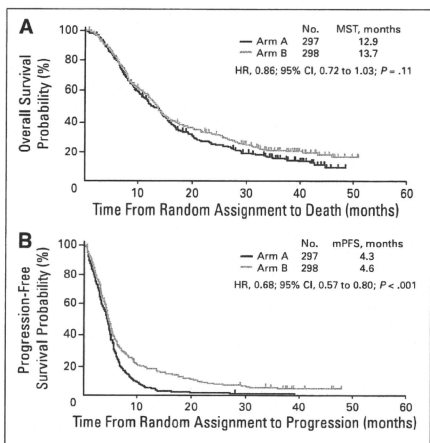 A
No. MST, months
Arm A 297 12.9
Arm B 298 13.7
HR, 0.86; 95% CI, 0.72 to 1.03; P = .11
Overall Survival
Probability (%)
100
80
60
40
20
0
10
20
30
40
50
60
Time From Random Assignment to Death (months)
B
No. mPFS, months
Arm A 297 4.3
Arm B 298 4.6
HR, 0.68; 95% CI, 0.57 to 0.80; P < .001
Progression-Free
Survival Probability (%)
100
80
60
40
20
0
10
20
30
40
50
60
Time From Random Assignment to Progression (months)